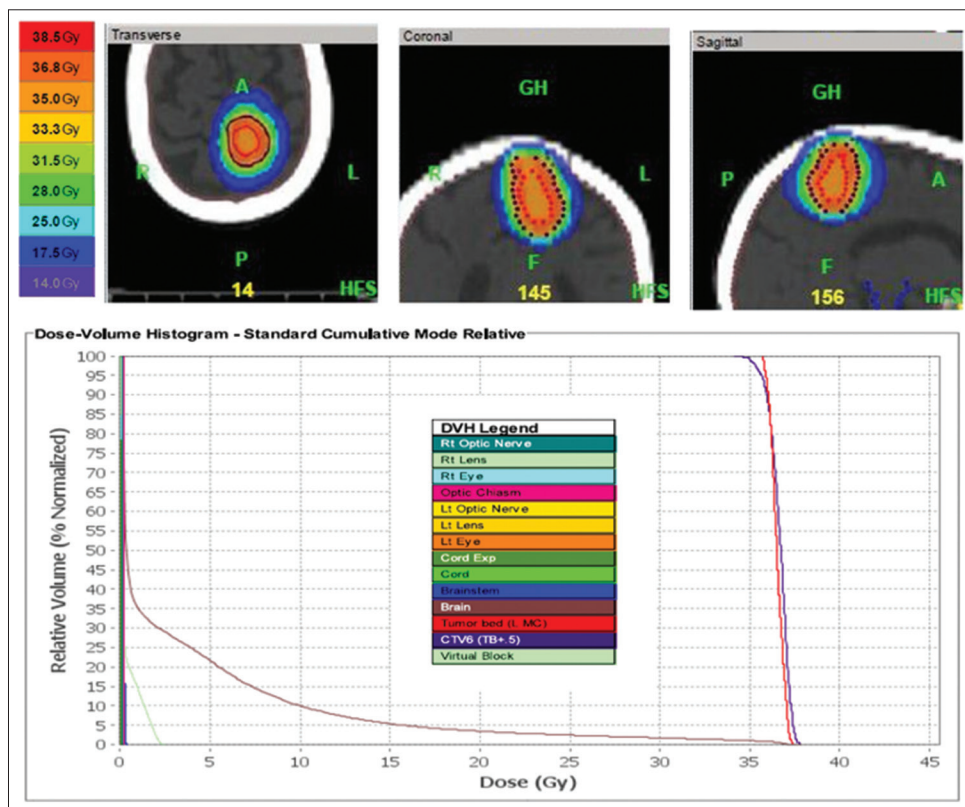 38.5 Gy
36.8 Gy
35.0 Gy
33.3 Gy
31.5 Gy
28.0 Gy
25.0 Gy
17.5 Gy
14.0 Gy
Transverse
A
R
L
P
14
HFS
Coronal
GH
R
L
F
145
HFS
Sagittal
GH
P
A
F
156
HFS
Dose-Volume Histogram - Standard Cumulative Mode Relative
Relative Volume (% Normalized)
100
95
90
85
80
75
70
65
60
55
50
45
40
35
30
25
20
15
10
5
0
DVH Legend
Rt Optic Nerve
Rt Lens
Rt Eye
Optic Chiasm
Lt Optic Nerve
Lt Lens
Lt Eye
Cord Exp
Cord
Brainstem
Brain
Tumor bed (L MC)
CTV6 (TB+.5)
Virtual Block
0 5 10 15 20 25 30 35 40 45
Dose (Gy)